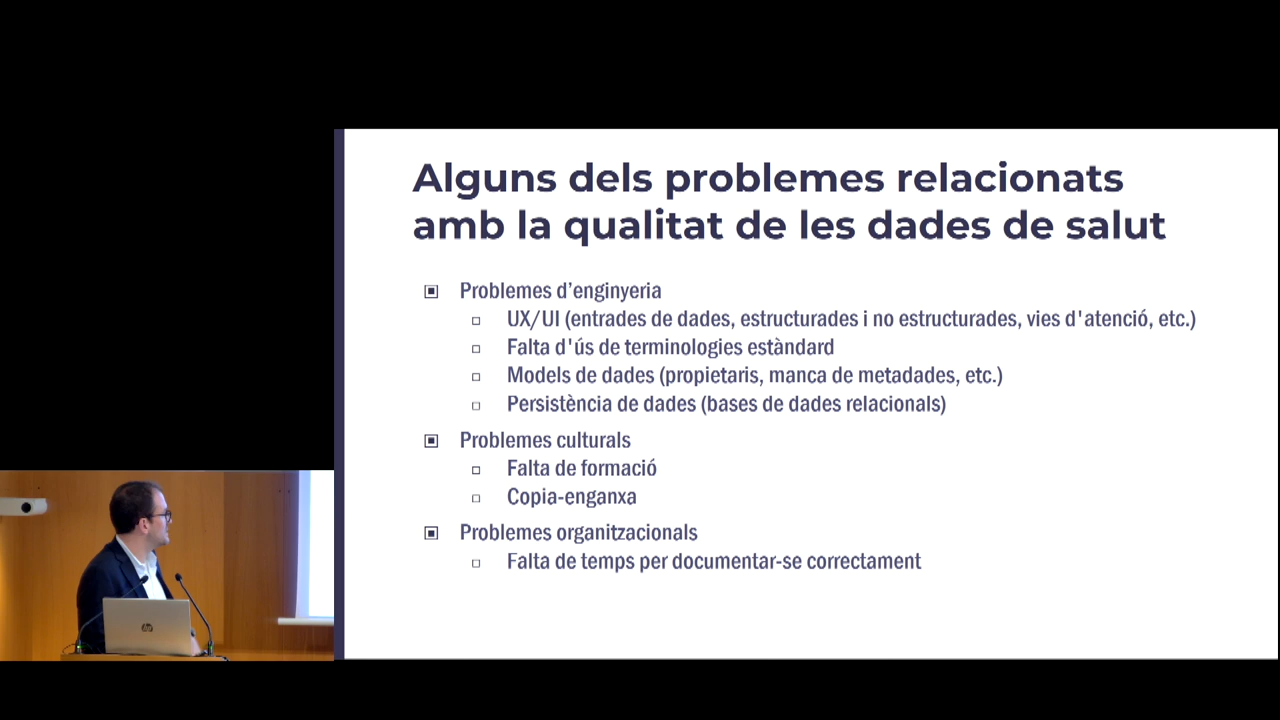 Alguns dels problemes relacionats
amb la qualitat de les dades de salut
Problemes d’enginyeria
UX/UI (entrades de dades, estructurades i no estructurades, vies d'atenció, etc.)
Falta d'ús de terminologies estàndard
Models de dades (propietaris, manca de metadades, etc.)
Persistència de dades (bases de dades relacionals)
Problemes culturals
Falta de formació
Copia-enganxa
Problemes organitzacionals
Falta de temps per documentar-se correctament
hp